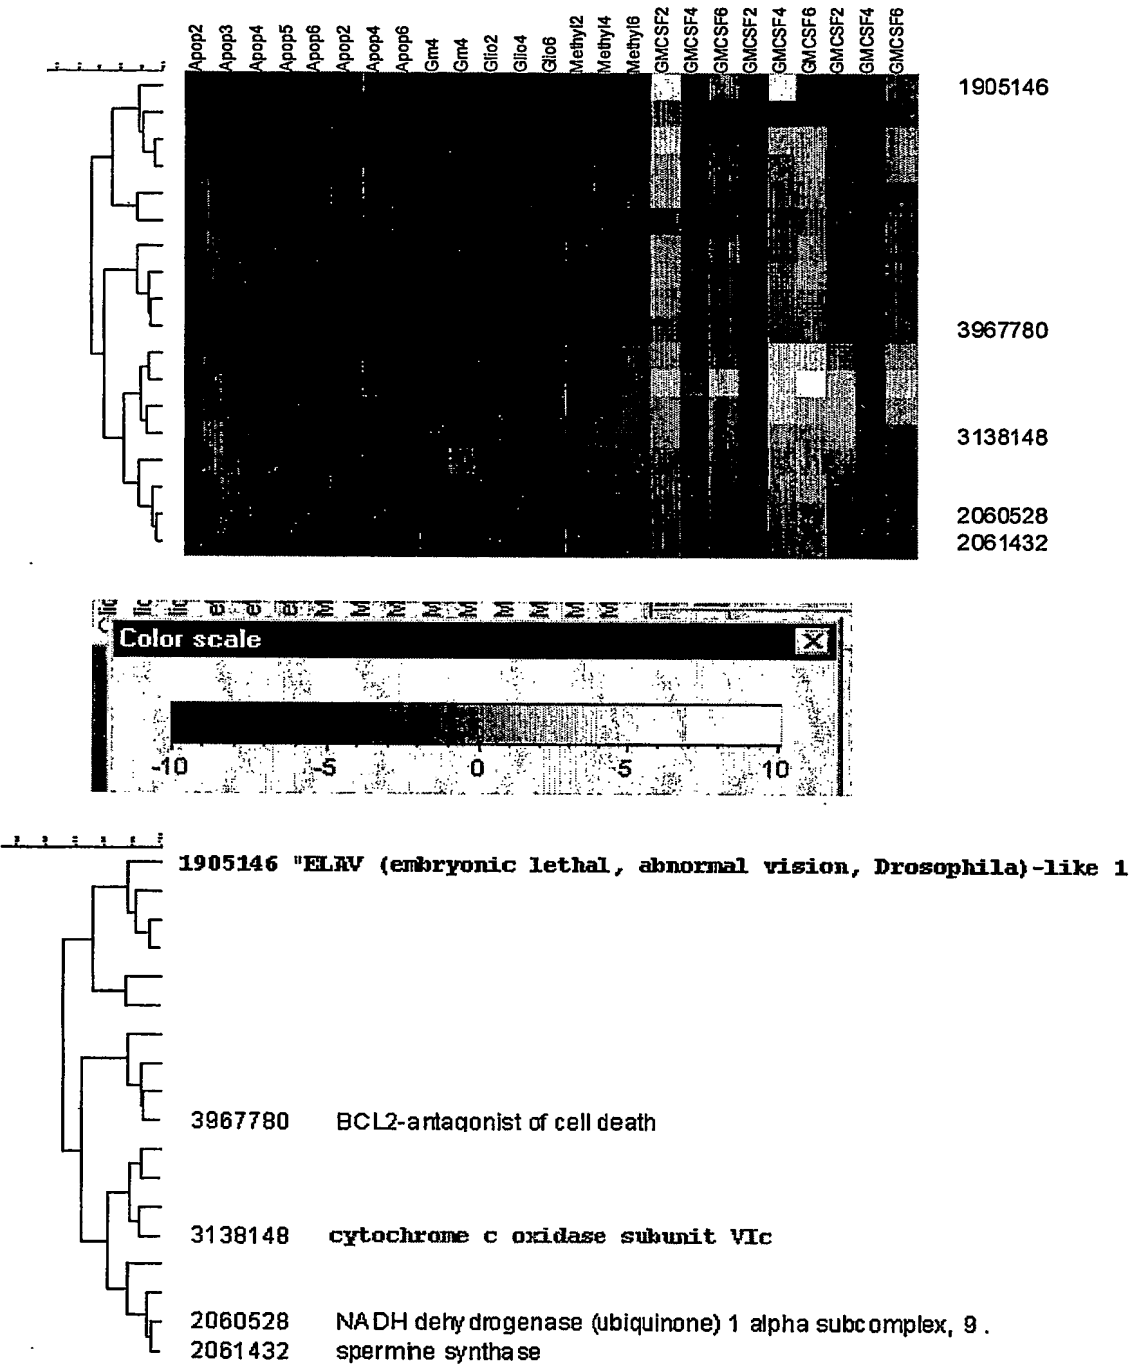 Apop2 Apop3 Apop4 Apop5 Apop6 Apop2 Apop4 Apop6 Gm4 Gm4 Glio2 Glio4 Glio6 Methyl2 Methyl4 Methyl6 GMCSF2 GMCSF4 GMCSF6 GMCSF2 GMCSF4 GMCSF6 GMCSF2 GMCSF4 GMCSF6
1905146
3967780
3138148
2060528
2061432
Color scale
-10 -5 0 5 10
1905146 "ELAV (embryonic lethal, abnormal vision, Drosophila)-like 1
3967780 BCL2-antagonist of cell death
3138148 cytochrome c oxidase subunit VIc
2060528 NADH dehydrogenase (ubiquinone) 1 alpha subcomplex, 9.
2061432 spermine synthase